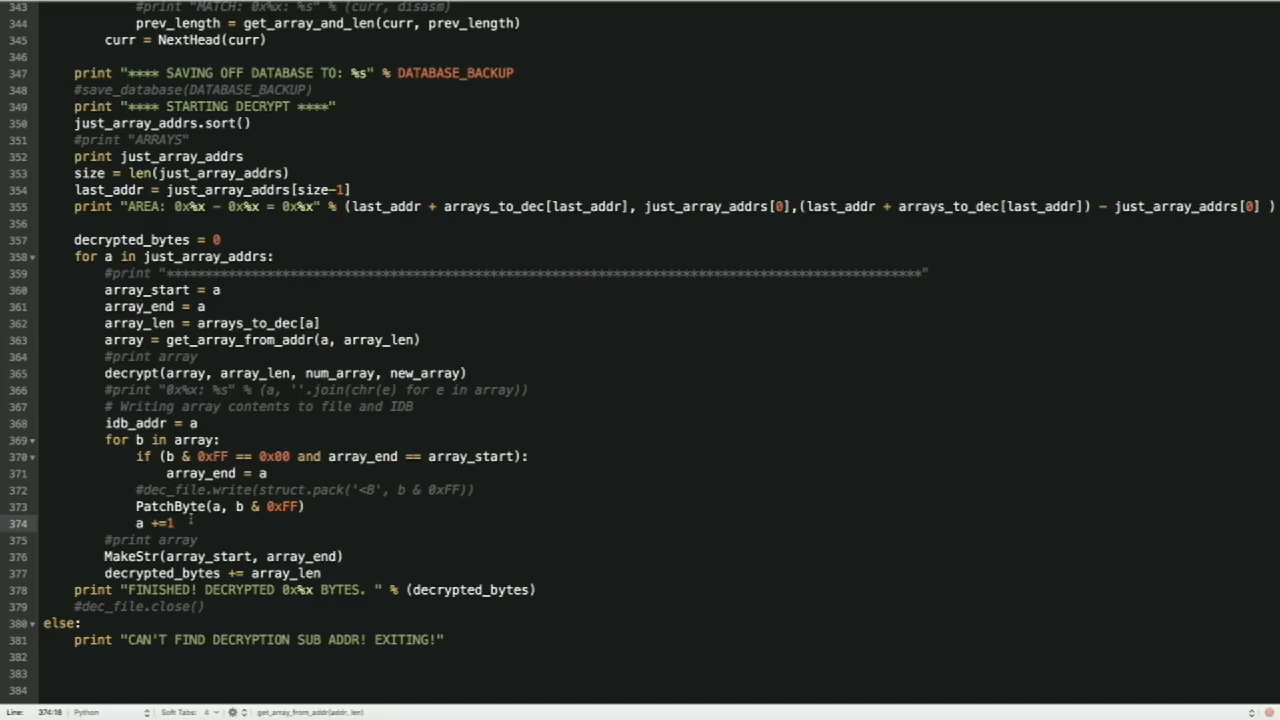 343 #print "MATCH: 0x%x: %s" % (curr, disasm)
344 prev_length = get_array_and_len(curr, prev_length)
345 curr = NextHead(curr)
346
347 print "**** SAVING OFF DATABASE TO: %s" % DATABASE_BACKUP
348 #save_database(DATABASE_BACKUP)
349 print "**** STARTING DECRYPT ****"
350 just_array_addrs.sort()
351 #print "ARRAYS"
352 print just_array_addrs
353 size = len(just_array_addrs)
354 last_addr = just_array_addrs[size-1]
355 print "AREA: 0x%x - 0x%x = 0x%x" % (last_addr + arrays_to_dec[last_addr], just_array_addrs[0],(last_addr + arrays_to_dec[last_addr]) - just_array_addrs[0] )
356
357 decrypted_bytes = 0
358 for a in just_array_addrs:
359 #print "**************************************************************************************************"
360 array_start = a
361 array_end = a
362 array_len = arrays_to_dec[a]
363 array = get_array_from_addr(a, array_len)
364 #print array
365 decrypt(array, array_len, num_array, new_array)
366 #print "0x%x: %s" % (a, ''.join(chr(e) for e in array))
367 # Writing array contents to file and IDB
368 idb_addr = a
369 for b in array:
370 if (b & 0xFF == 0x00 and array_end == array_start):
371 array_end = a
372 #dec_file.write(struct.pack('<B', b & 0xFF))
373 PatchByte(a, b & 0xFF)
374 a +=1
375 #print array
376 MakeStr(array_start, array_end)
377 decrypted_bytes += array_len
378 print "FINISHED! DECRYPTED 0x%x BYTES. " % (decrypted_bytes)
379 #dec_file.close()
380 else:
381 print "CAN'T FIND DECRYPTION SUB ADDR! EXITING!"
382
383
384
Line: 374:18 Python Soft Tabs: 4 get_array_from_addr(addr, len)